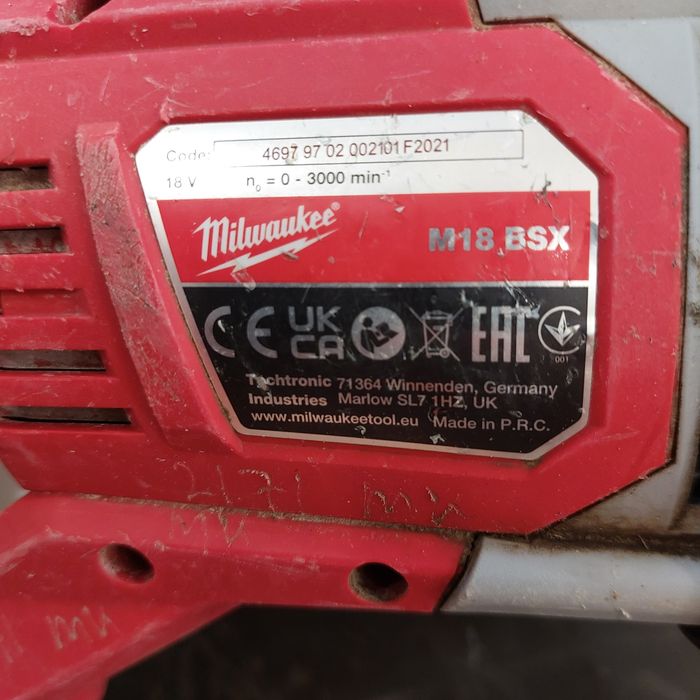 Code: 4697 97 02 002101 F2021
18 V n₀ = 0 - 3000 min⁻¹
Milwaukee®
M18 BSX
CE UK CA EAC
001
Techtronic 71364 Winnenden, Germany
Industries Marlow SL7 1HZ, UK
www.milwaukeetool.eu Made in P.R.C.